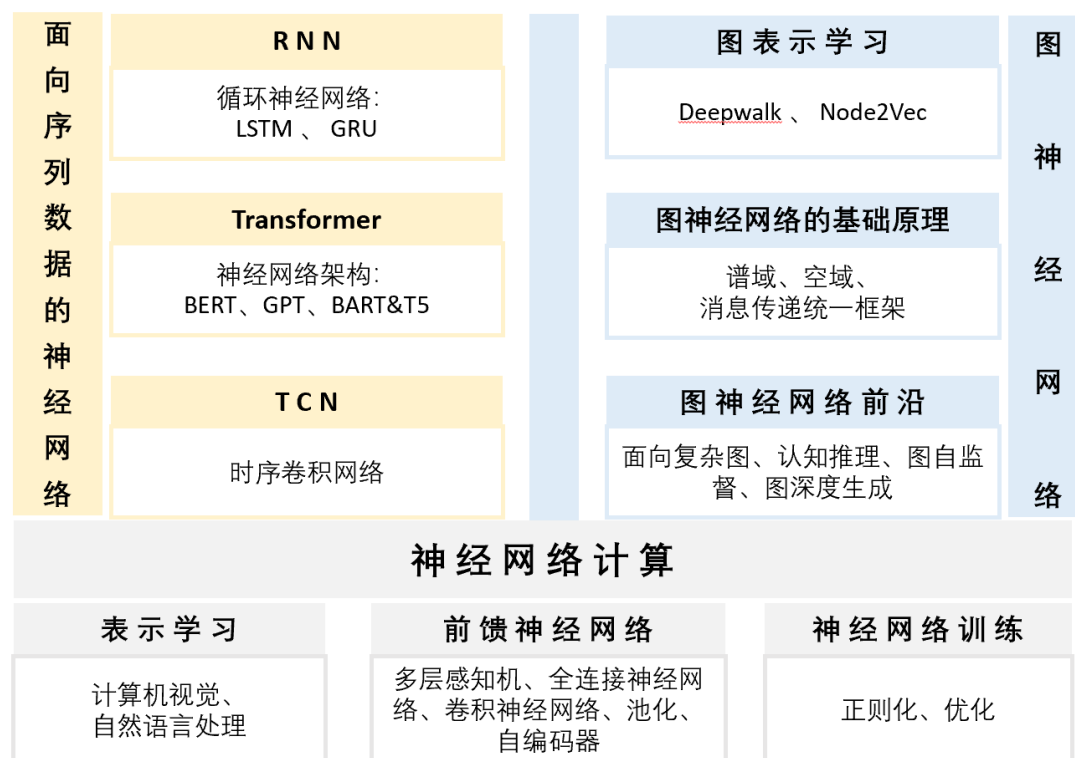 面向序列数据的神经网络
RNN
循环神经网络：
LSTM 、 GRU
Transformer
神经网络架构：
BERT、GPT、BART&T5
TCN
时序卷积网络
图表示学习
Deepwalk 、 Node2Vec
图神经网络的基础原理
谱域、空域、
消息传递统一框架
图神经网络前沿
面向复杂图、认知推理、图自监
督、图深度生成
图神经网络
神经网络计算
表示学习
计算机视觉、
自然语言处理
前馈神经网络
多层感知机、全连接神经网
络、卷积神经网络、池化、
自编码器
神经网络训练
正则化、优化